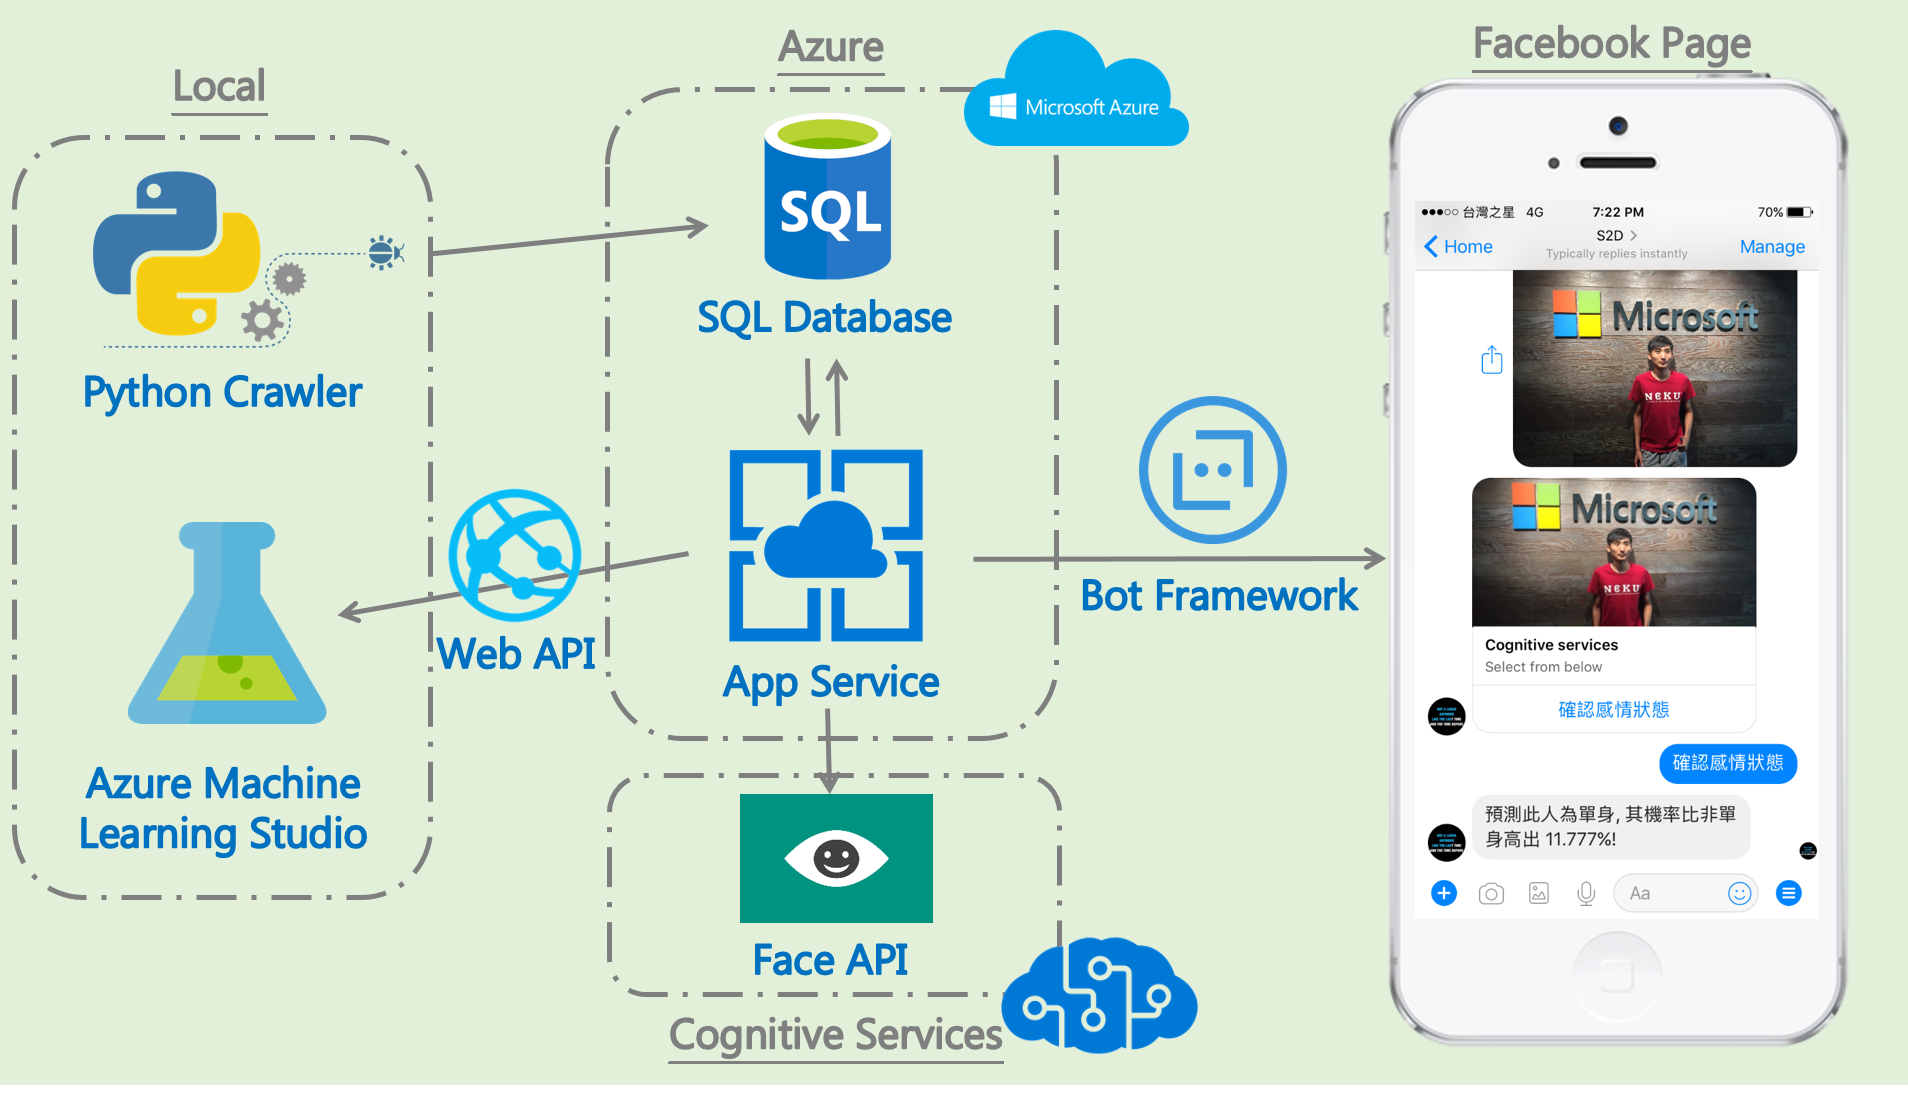 Local
Python Crawler
Azure Machine
Learning Studio
Web API
Azure
Microsoft Azure
SQL
SQL Database
App Service
Face API
Cognitive Services
Bot Framework
Facebook Page
台灣之星 4G 7:22 PM 70%
Home S2D Manage
Typically replies instantly
Microsoft
NEKU
Microsoft
NEKU
Cognitive services
Select from below
確認感情狀態
確認感情狀態
預測此人為單身, 其機率比非單
身高出 11.777%!
Aa